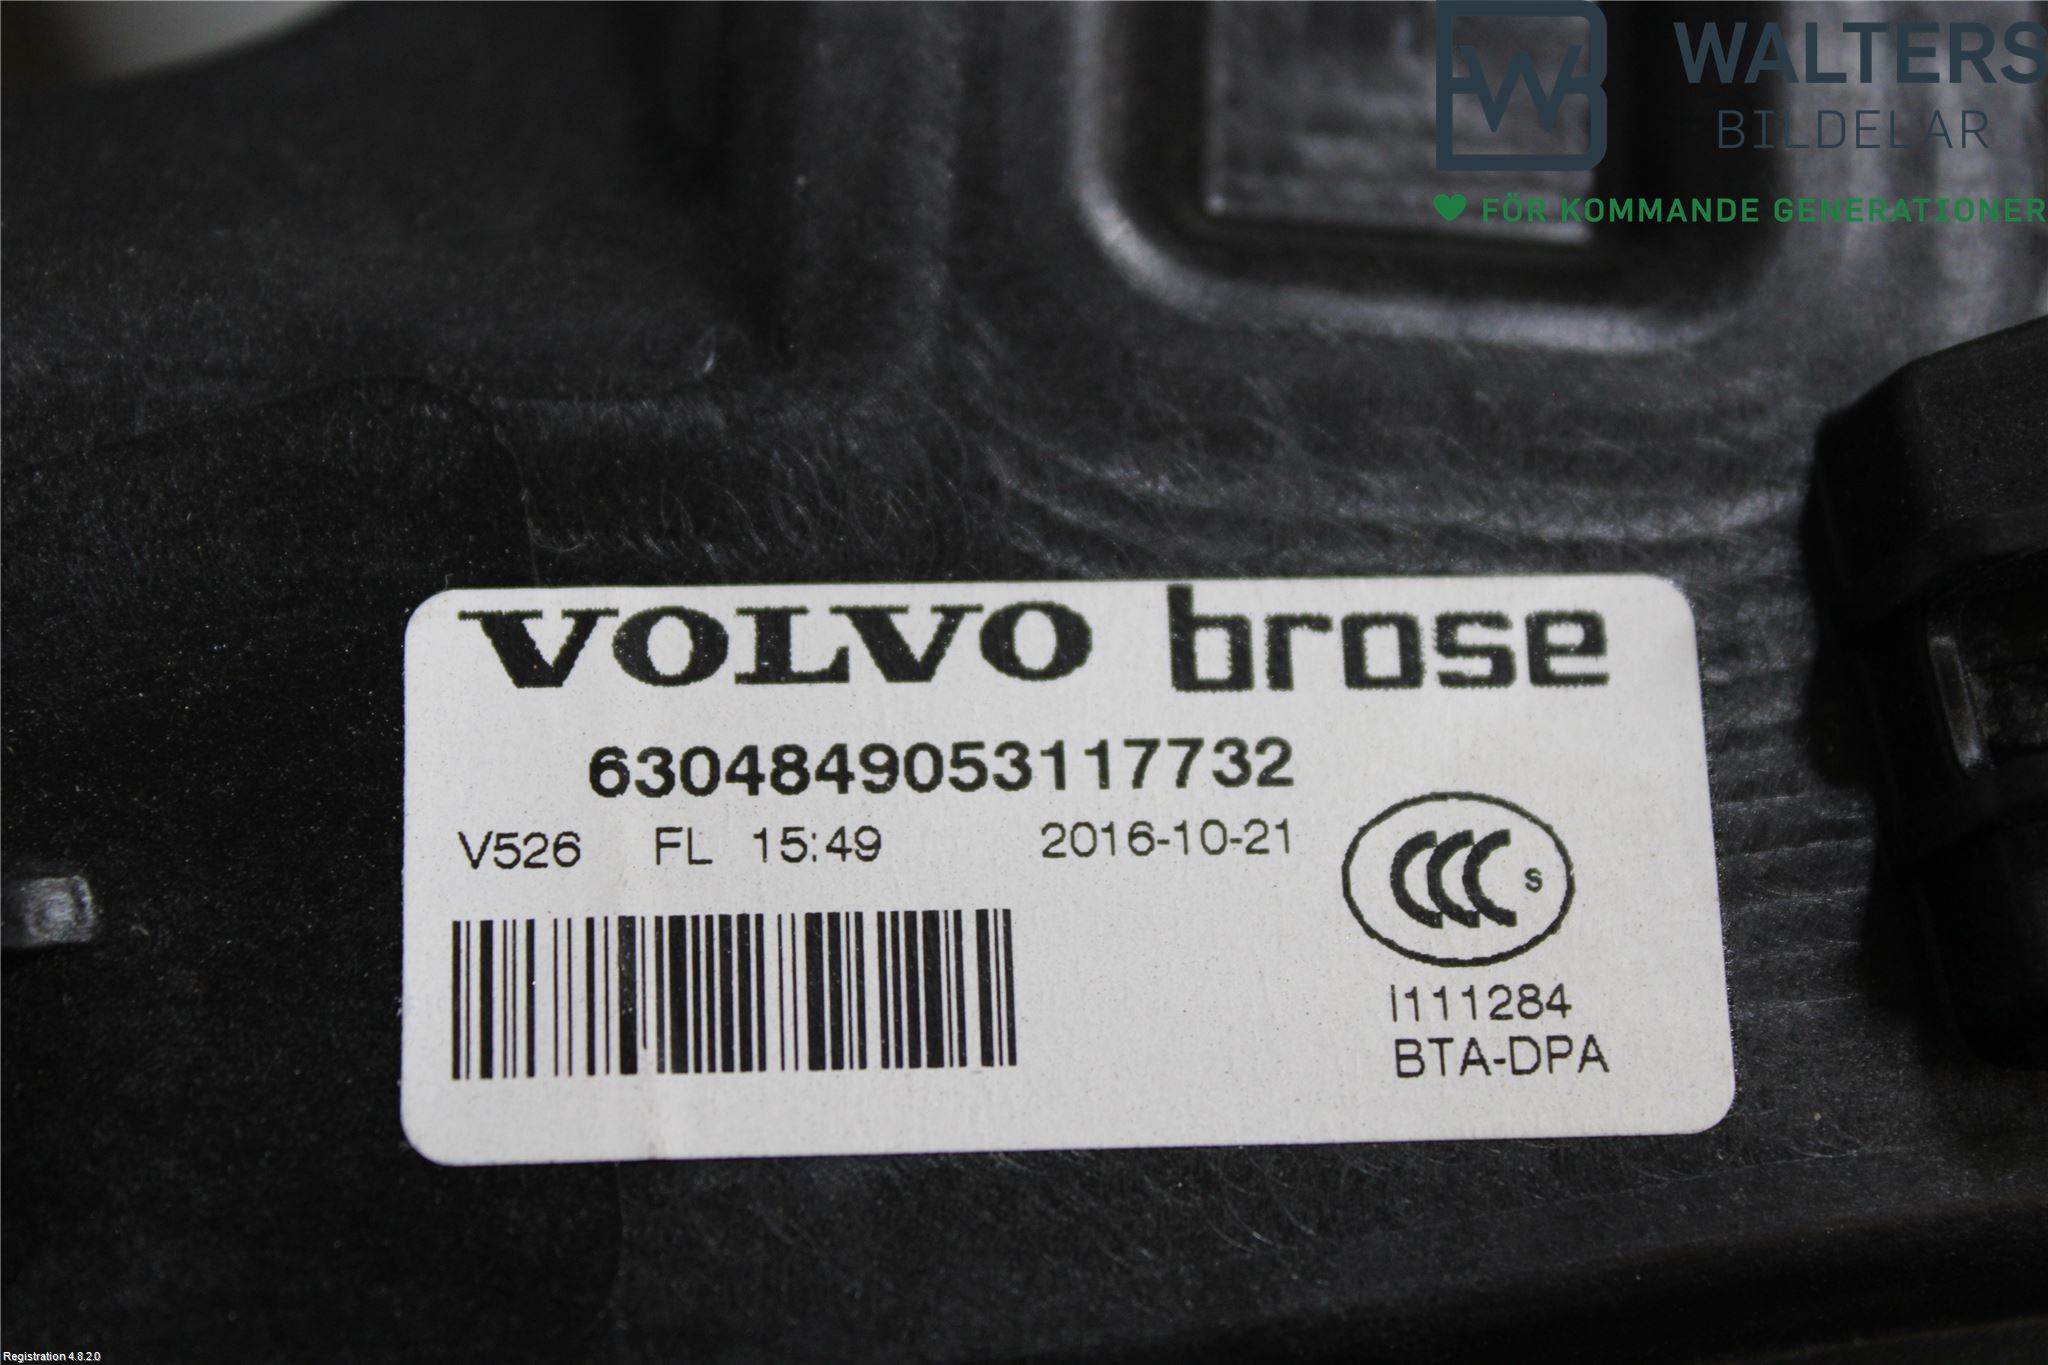 WALTERS
BILDELAR
FÖR KOMMANDE GENERATIONER
VOLVO brose
6304849053117732
V526 FL 15:49 2016-10-21
CCC S
I111284
BTA-DPA
Registration 4.8.2.0